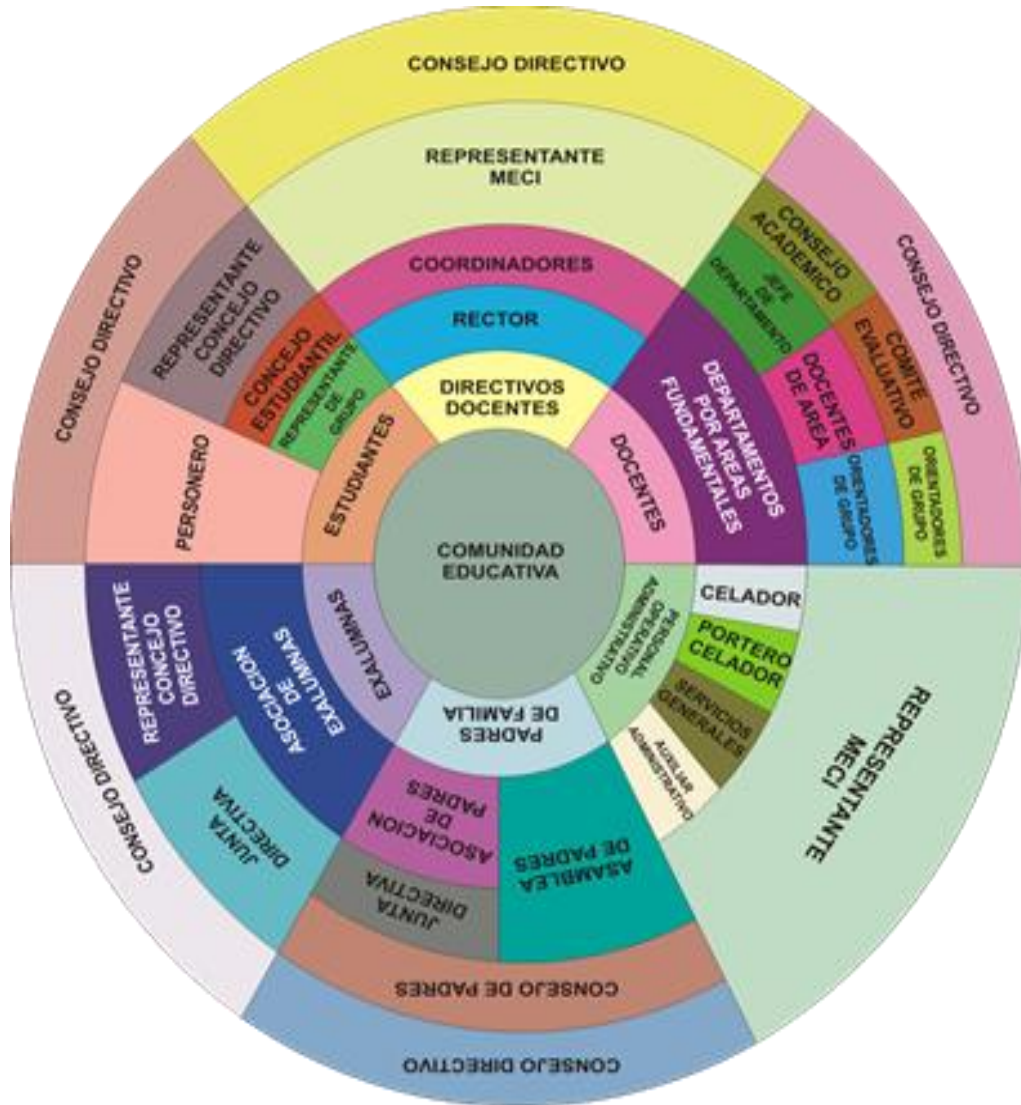 CONSEJO DIRECTIVO
REPRESENTANTE
MECI
COORDINADORES
RECTOR
DIRECTIVOS
DOCENTES
CONSEJO DIRECTIVO
CONSEJO
ACADEMICO
JEFE
DE
DEPARTAMENTO
COMITE
EVALUATIVO
DOCENTES
DE AREA
ORIENTADORES
DE GRUPO
ORIENTADORES
DE GRUPO
DEPARTAMENTOS
POR AREAS
FUNDAMENTALES
DOCENTES
CONSEJO DIRECTIVO
REPRESENTANTE
CONCEJO
DIRECTIVO
CONCEJO
ESTUDIANTIL
REPRESENTANTE
DE
GRUPO
PERSONERO
ESTUDIANTES
COMUNIDAD
EDUCATIVA
PERSONAL
OPERATIVO
ADMINISTRATIVO
CELADOR
PORTERO
CELADOR
SERVICIOS
GENERALES
AUXILIAR
ADMINISTRATIVO
REPRESENTANTE
MECI
EXALUMNAS
ASOCIACION
DE
EXALUMNAS
REPRESENTANTE
CONCEJO
DIRECTIVO
JUNTA
DIRECTIVA
CONSEJO DIRECTIVO
PADRES
DE FAMILIA
ASOCIACION
DE
PADRES
JUNTA
DIRECTIVA
ASAMBLEA
DE PADRES
CONSEJO DE PADRES
CONSEJO DIRECTIVO